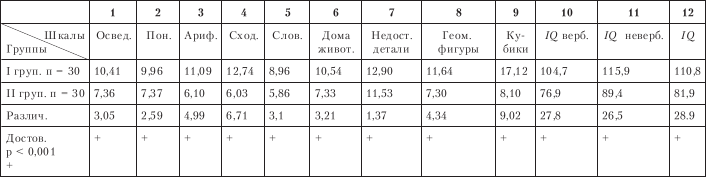 1 2 3 4 5 6 7 8 9 10 11 12
Шкалы
Группы
Освед. Пон. Ариф. Сход. Слов. Дома живот. Недост. детали Геом. фигуры Ку-бики IQ верб. IQ неверб. IQ
I груп. п = 30 10,41 9,96 11,09 12,74 8,96 10,54 12,90 11,64 17,12 104,7 115,9 110,8
II груп. п = 30 7,36 7,37 6,10 6,03 5,86 7,33 11,53 7,30 8,10 76,9 89,4 81,9
Различ. 3,05 2,59 4,99 6,71 3,1 3,21 1,37 4,34 9,02 27,8 26,5 28.9
Достов. + + + + + + + + + + + +
р < 0,001
+